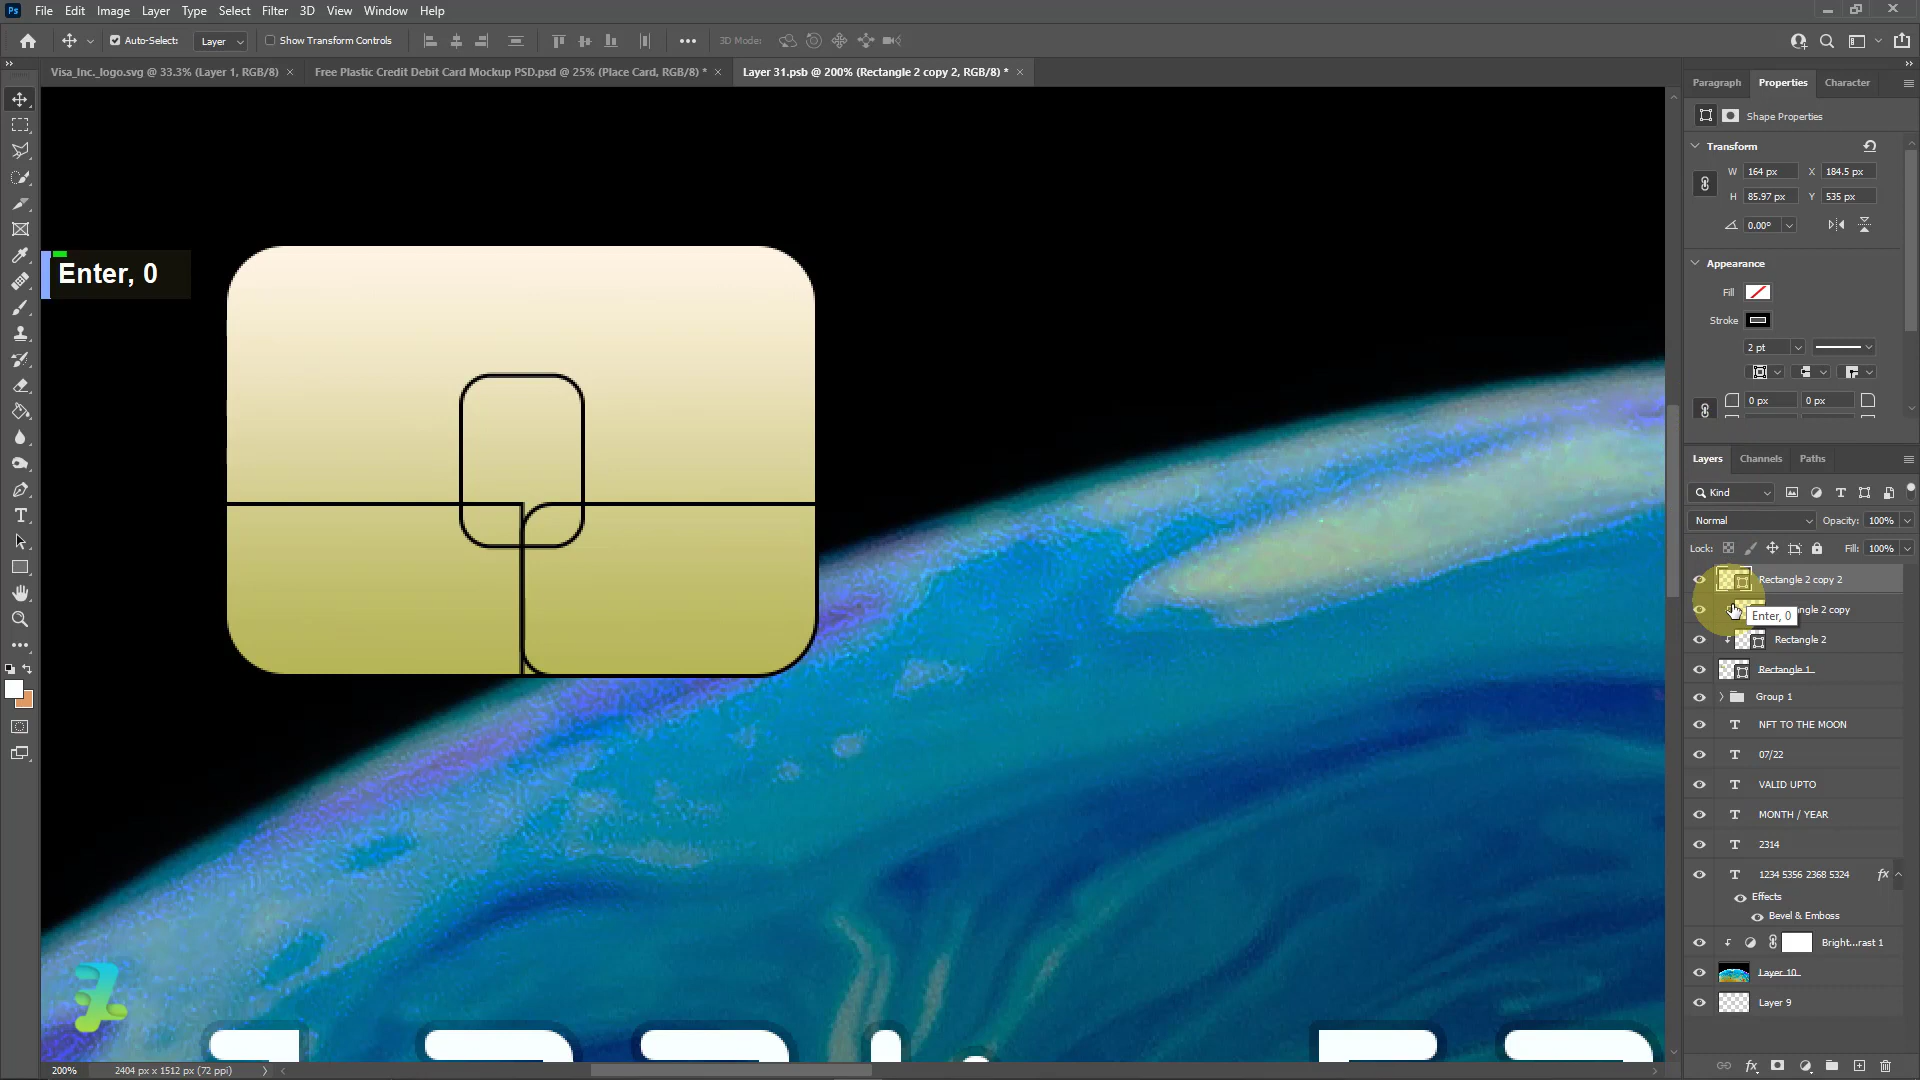 File Edit Image Layer Type Select Filter 3D View Window Help
Auto-Select: Layer Show Transform Controls 3D Mode:
Visa_Inc._logo.svg @ 33.3% (Layer 1, RGB/8) × Free Plastic Credit Debit Card Mockup PSD.psd @ 25% (Place Card, RGB/8) * × Layer 31.psb @ 200% (Rectangle 2 copy 2, RGB/8) * ×
Paragraph Properties Character
Shape Properties
Transform
W 164 px X 184.5 px
H 85.97 px Y 535 px
0.00°
Appearance
Fill
Stroke
2 pt
0 px 0 px
Enter, 0
Layers Channels Paths
Kind
Normal Opacity: 100%
Lock: Fill: 100%
Rectangle 2 copy 2
gle 2 copy
Enter, 0
Rectangle 2
Rectangle 1
Group 1
NFT TO THE MOON
07/22
VALID UPTO
MONTH / YEAR
2314
1234 5356 2368 5324 fx
Effects
Bevel & Emboss
Bright...rast 1
Layer 10
Layer 9
200% 2404 px x 1512 px (72 ppi)